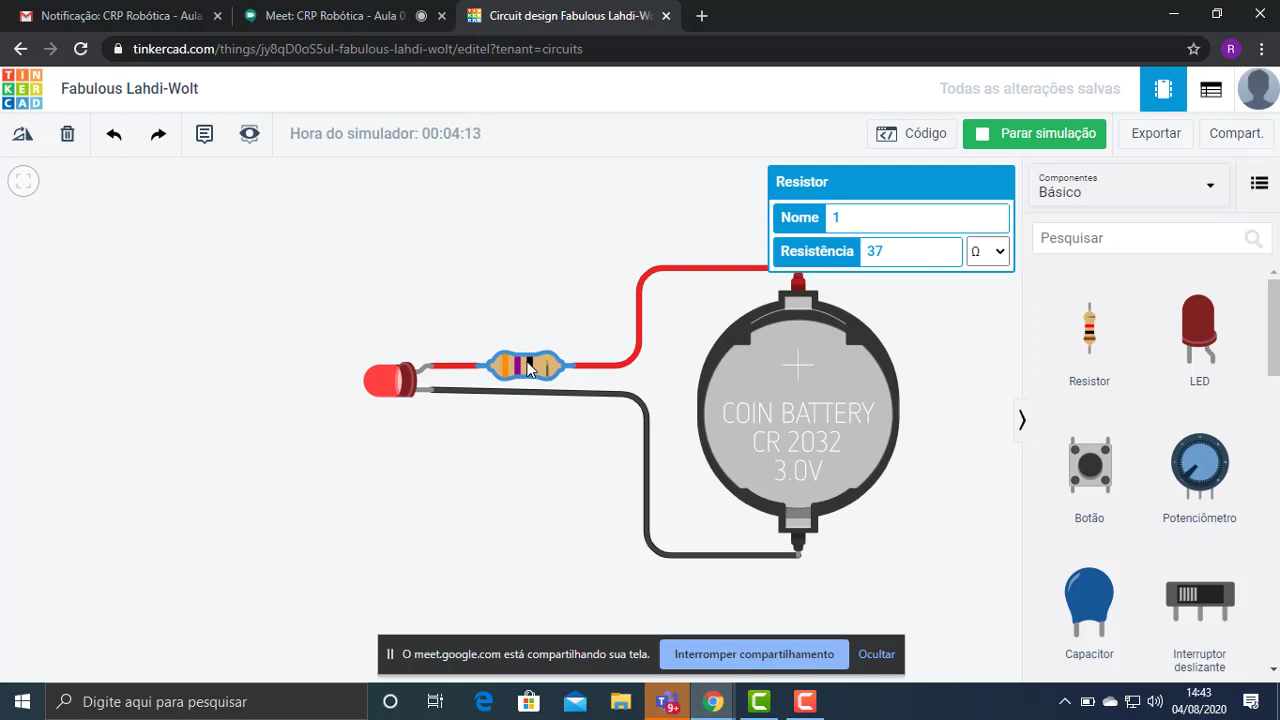 Notificação: CRP Robótica - Aula
Meet: CRP Robótica - Aula 0
Circuit design Fabulous Lahdi-Wo
tinkercad.com/things/jy8qD0oS5ul-fabulous-lahdi-wolt/editel?tenant=circuits
R
TIN
KER
CAD
Fabulous Lahdi-Wolt
Todas as alterações salvas
Hora do simulador: 00:04:13
Código
Parar simulação
Exportar
Compart.
Resistor
Nome 1
Resistência 37 Ω
COIN BATTERY
CR 2032
3.0V
Componentes
Básico
Pesquisar
Resistor
LED
Botão
Potenciômetro
Capacitor
Interruptor
deslizante
O meet.google.com está compartilhando sua tela.
Interromper compartilhamento
Ocultar
Digite aqui para pesquisar
9+
14:43
04/08/2020